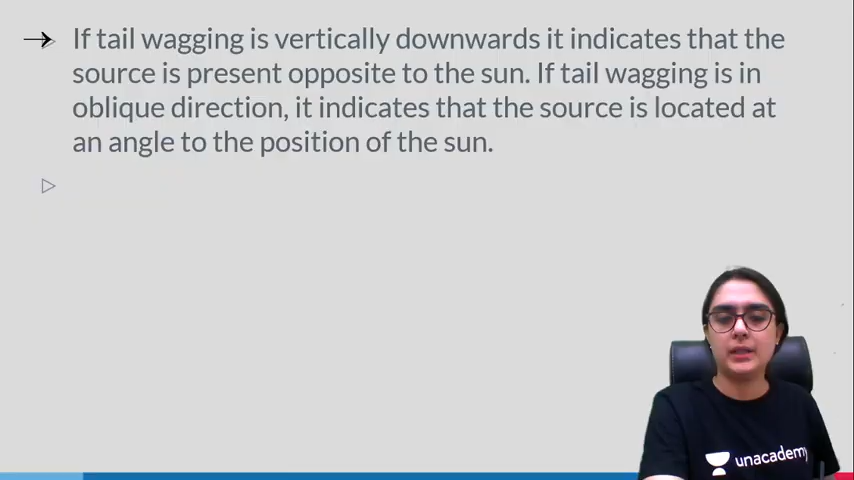 If tail wagging is vertically downwards it indicates that the
source is present opposite to the sun. If tail wagging is in
oblique direction, it indicates that the source is located at
an angle to the position of the sun.
unacademy